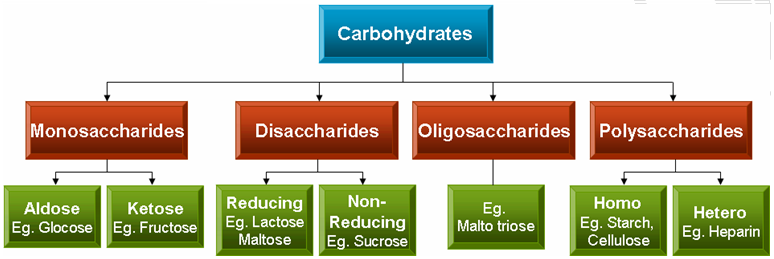 Carbohydrates
Monosaccharides
Disaccharides
Oligosaccharides
Polysaccharides
Aldose
Eg. Glocose
Ketose
Eg. Fructose
Reducing
Eg. Lactose
Maltose
Non-
Reducing
Eg. Sucrose
Eg.
Malto triose
Homo
Eg. Starch,
Cellulose
Hetero
Eg. Heparin